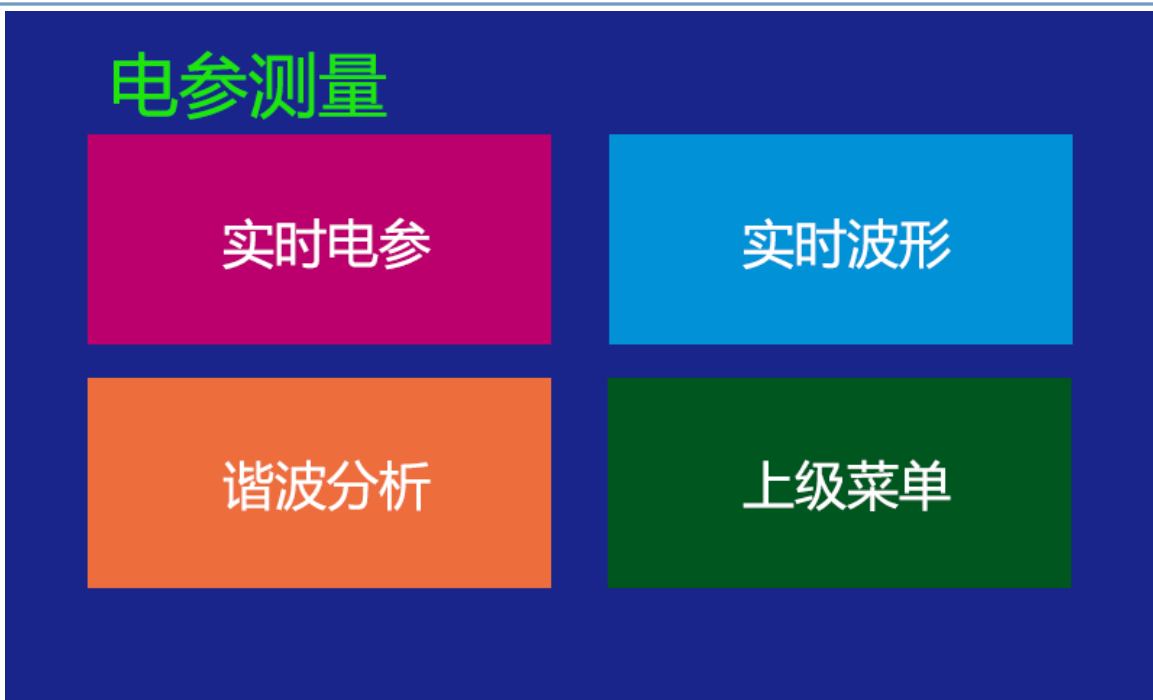 电参测量
实时电参
实时波形
谐波分析
上级菜单